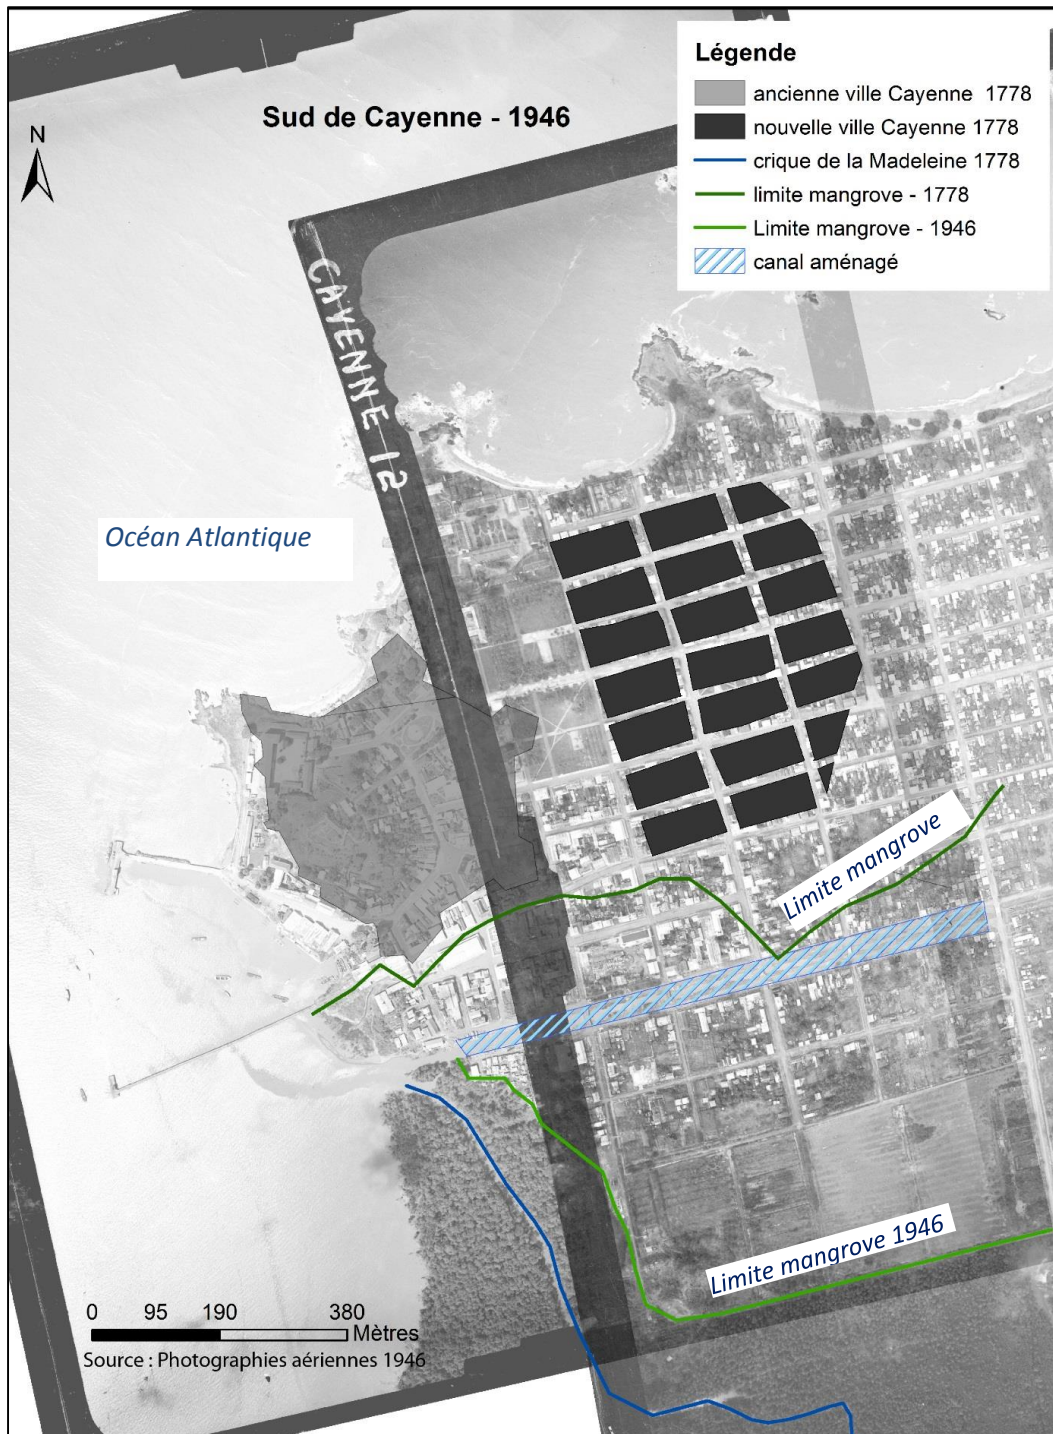 Légende
ancienne ville Cayenne 1778
nouvelle ville Cayenne 1778
crique de la Madeleine 1778
limite mangrove - 1778
Limite mangrove - 1946
canal aménagé
Sud de Cayenne - 1946
N
CAYENNE 12
Océan Atlantique
Limite mangrove
Limite mangrove 1946
0 95 190 380
Mètres
Source : Photographies aériennes 1946